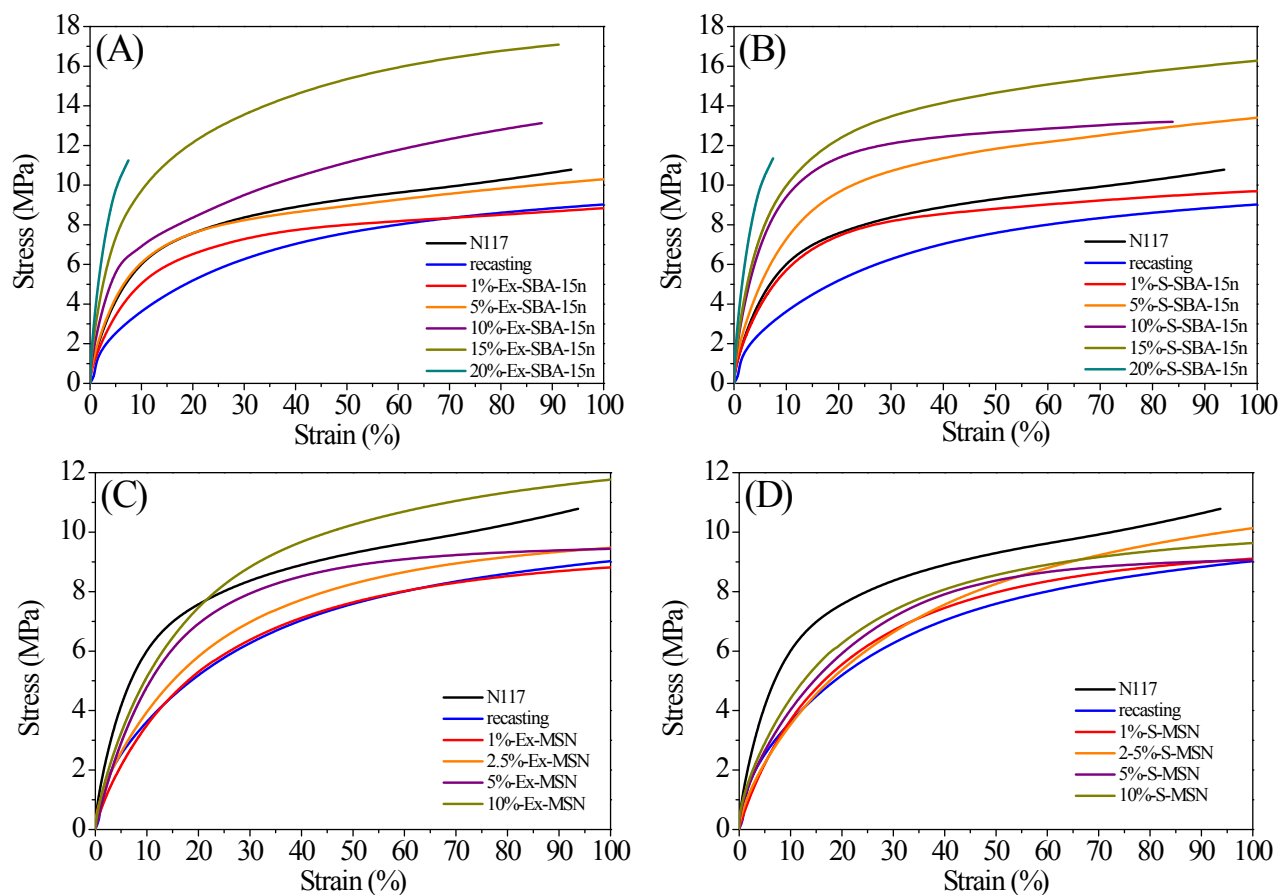 (A)
18
16
14
12
10
8
6
4
2
0
Stress (MPa)
N117
recasting
1%-Ex-SBA-15n
5%-Ex-SBA-15n
10%-Ex-SBA-15n
15%-Ex-SBA-15n
20%-Ex-SBA-15n
0 10 20 30 40 50 60 70 80 90 100
Strain (%)
(B)
18
16
14
12
10
8
6
4
2
0
Stress (MPa)
N117
recasting
1%-S-SBA-15n
5%-S-SBA-15n
10%-S-SBA-15n
15%-S-SBA-15n
20%-S-SBA-15n
0 10 20 30 40 50 60 70 80 90 100
Strain (%)
(C)
12
10
8
6
4
2
0
Stress (MPa)
N117
recasting
1%-Ex-MSN
2.5%-Ex-MSN
5%-Ex-MSN
10%-Ex-MSN
0 10 20 30 40 50 60 70 80 90 100
Strain (%)
(D)
12
10
8
6
4
2
0
Stress (MPa)
N117
recasting
1%-S-MSN
2-5%-S-MSN
5%-S-MSN
10%-S-MSN
0 10 20 30 40 50 60 70 80 90 100
Strain (%)